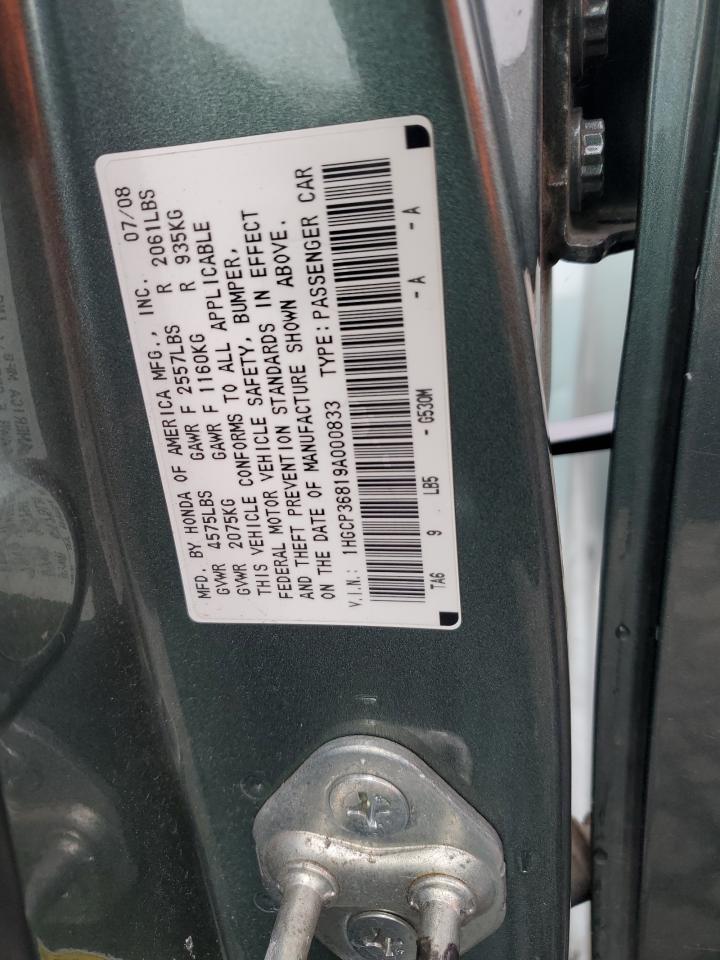 MFD. BY HONDA OF AMERICA MFG., INC. 07/08
GVWR 4575LBS GAWR F 2557LBS R 2061LBS
GVWR 2075KG GAWR F 1160KG R 935KG
THIS VEHICLE CONFORMS TO ALL APPLICABLE
FEDERAL MOTOR VEHICLE SAFETY, BUMPER,
AND THEFT PREVENTION STANDARDS IN EFFECT
ON THE DATE OF MANUFACTURE SHOWN ABOVE.
V.I.N.: 1HGCP36819A000833 TYPE:PASSENGER CAR
TA6 9 LB5 - G530M - A - A